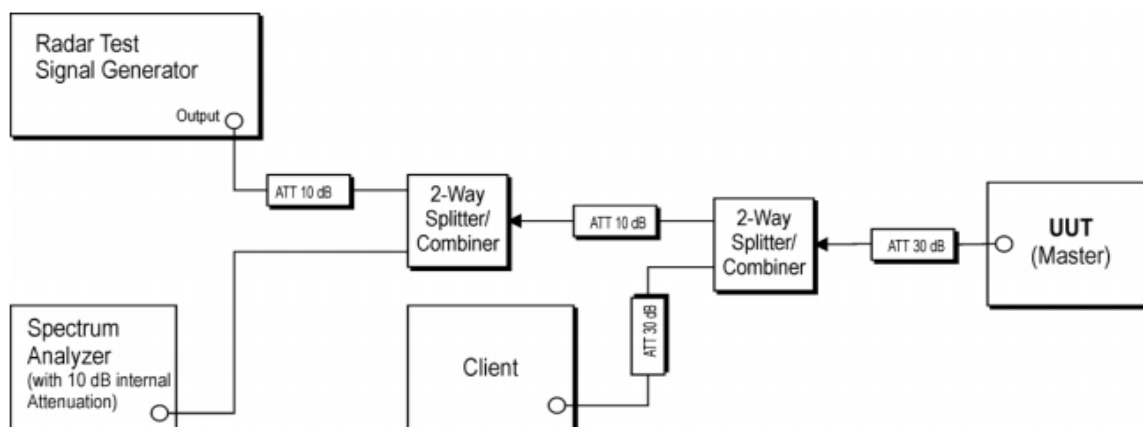 Radar Test
Signal Generator
Output
ATT 10 dB
2-Way
Splitter/
Combiner
ATT 10 dB
2-Way
Splitter/
Combiner
ATT 30 dB
UUT
(Master)
Spectrum
Analyzer
(with 10 dB internal
Attenuation)
Client
ATT 30 dB